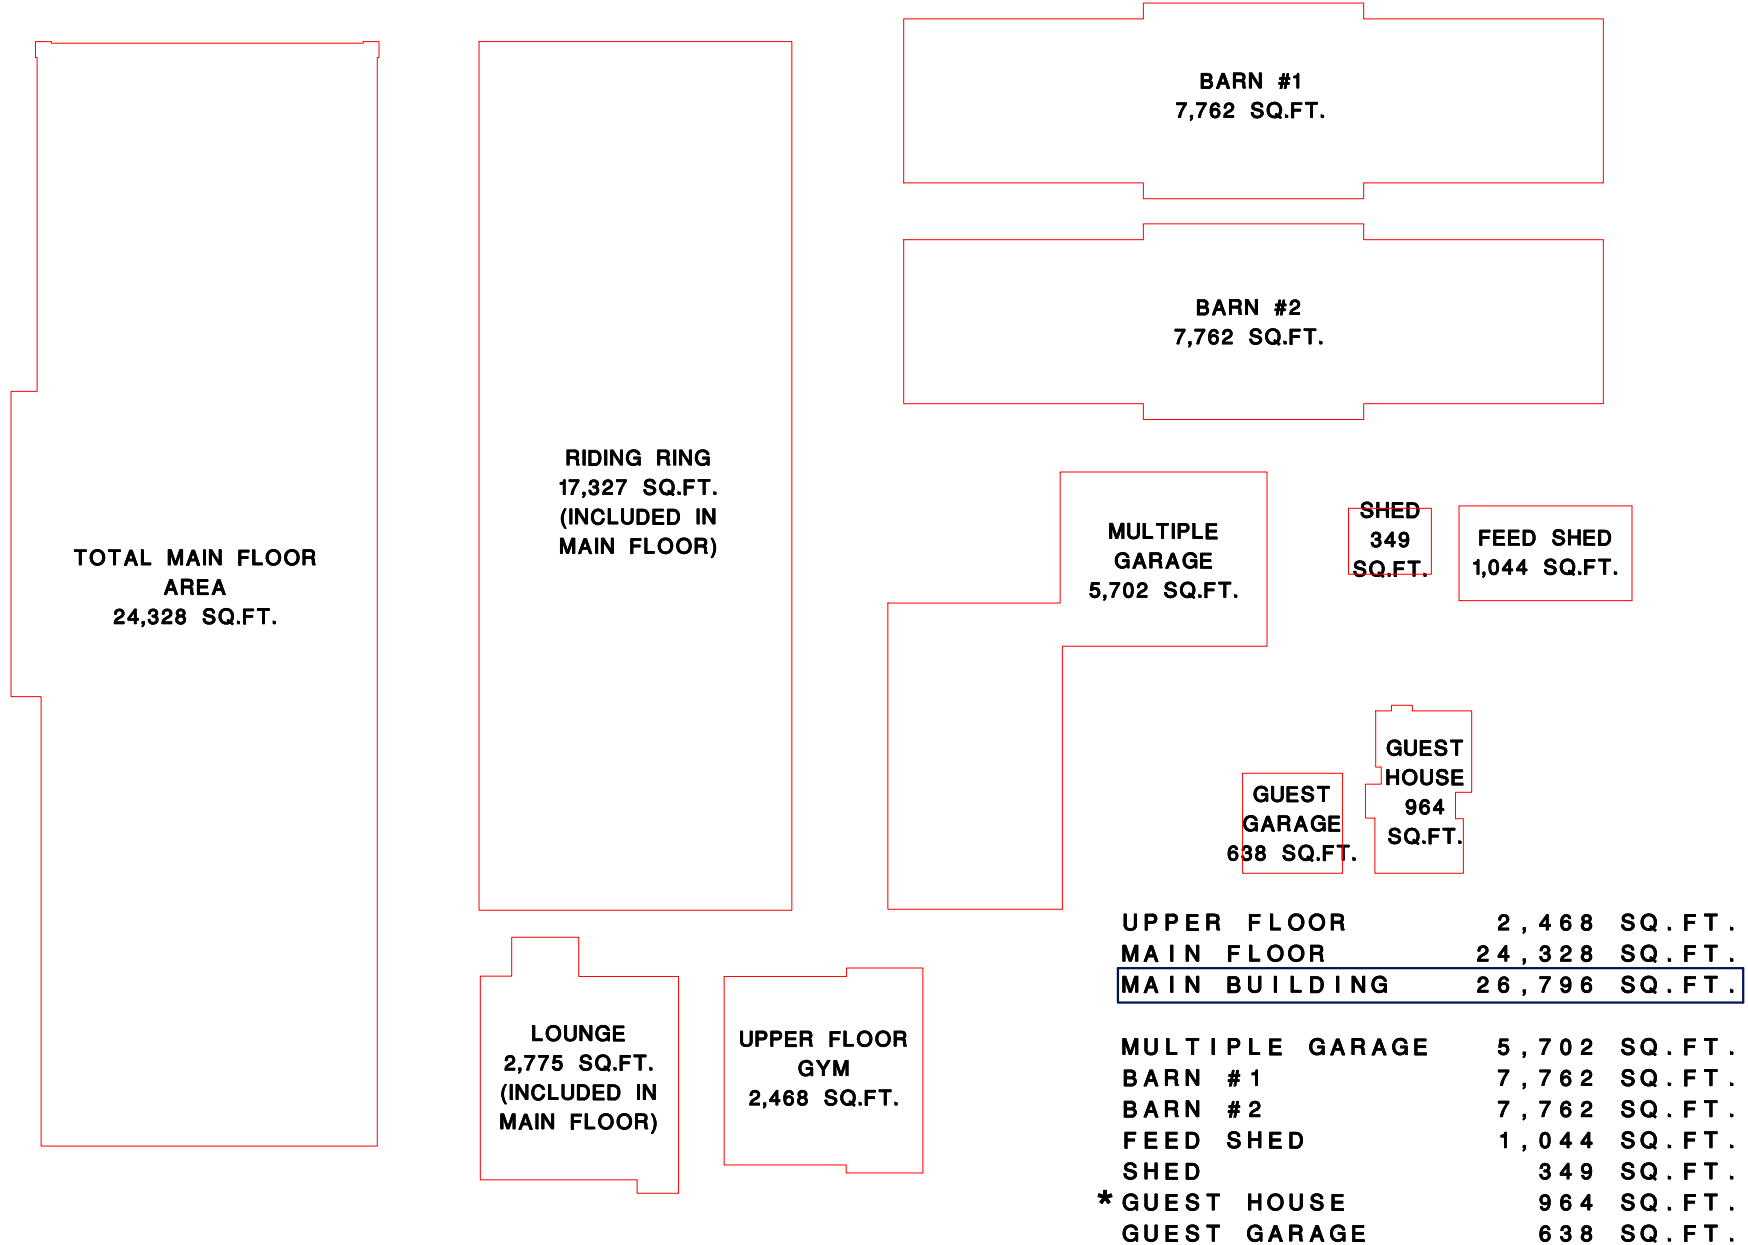 BARN #1
7,762 SQ.FT.
BARN #2
7,762 SQ.FT.
RIDING RING
17,327 SQ.FT.
(INCLUDED IN
MAIN FLOOR)
TOTAL MAIN FLOOR
AREA
24,328 SQ.FT.
MULTIPLE
GARAGE
5,702 SQ.FT.
SHED
349
SQ.FT.
FEED SHED
1,044 SQ.FT.
GUEST
HOUSE
964
SQ.FT.
GUEST
GARAGE
638 SQ.FT.
LOUNGE
2,775 SQ.FT.
(INCLUDED IN
MAIN FLOOR)
UPPER FLOOR
GYM
2,468 SQ.FT.
UPPER FLOOR 2,468 SQ.FT.
MAIN FLOOR 24,328 SQ.FT.
MAIN BUILDING 26,796 SQ.FT.
MULTIPLE GARAGE 5,702 SQ.FT.
BARN #1 7,762 SQ.FT.
BARN #2 7,762 SQ.FT.
FEED SHED 1,044 SQ.FT.
SHED 349 SQ.FT.
*GUEST HOUSE 964 SQ.FT.
GUEST GARAGE 638 SQ.FT.